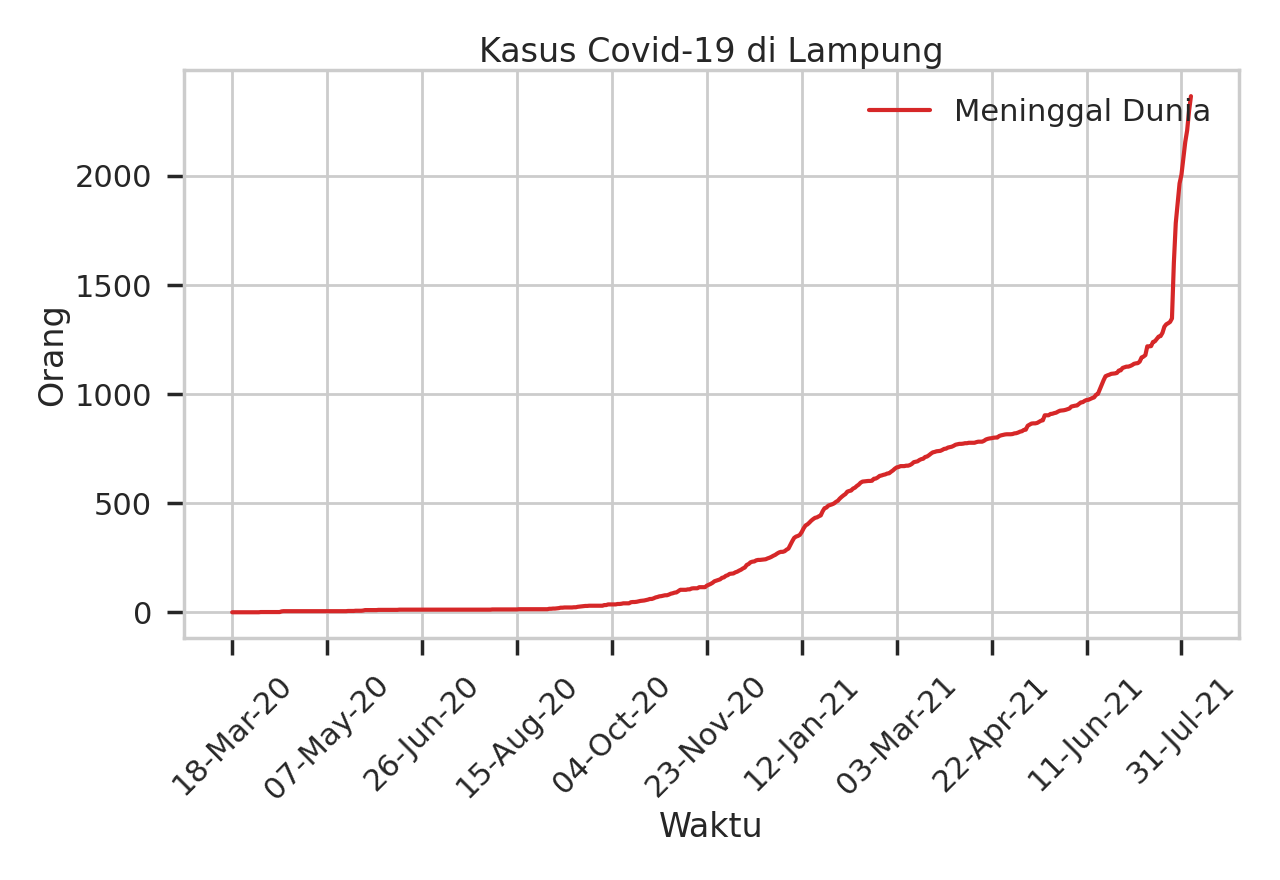 Kasus Covid-19 di Lampung
Meninggal Dunia
Orang
2000
1500
1000
500
0
18-Mar-20
07-May-20
26-Jun-20
15-Aug-20
04-Oct-20
23-Nov-20
12-Jan-21
03-Mar-21
22-Apr-21
11-Jun-21
31-Jul-21
Waktu